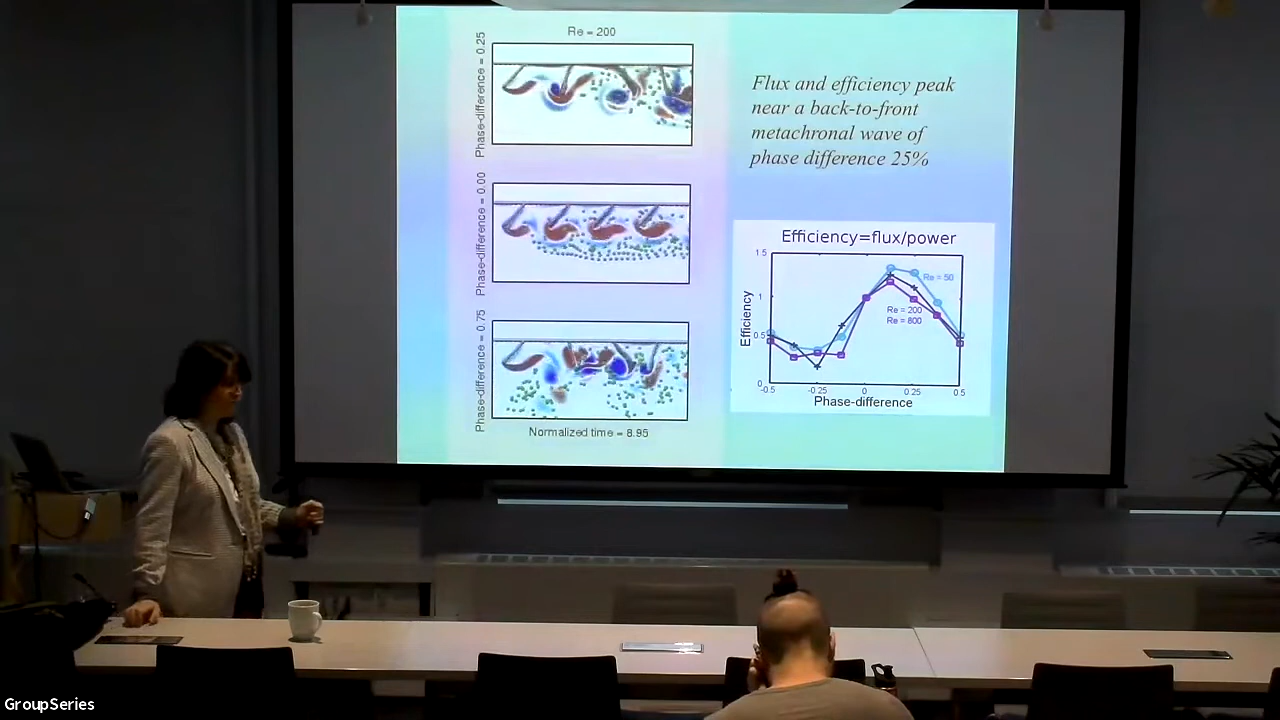 Re = 200
Phase-difference = 0.25
Phase-difference = 0.00
Phase-difference = 0.75
Normalized time = 8.95
Flux and efficiency peak
near a back-to-front
metachronal wave of
phase difference 25%
Efficiency=flux/power
1.5
1
0.5
0
Efficiency
Re = 50
Re = 200
Re = 800
-0.5
-0.25
0
0.25
0.5
Phase-difference
GroupSeries